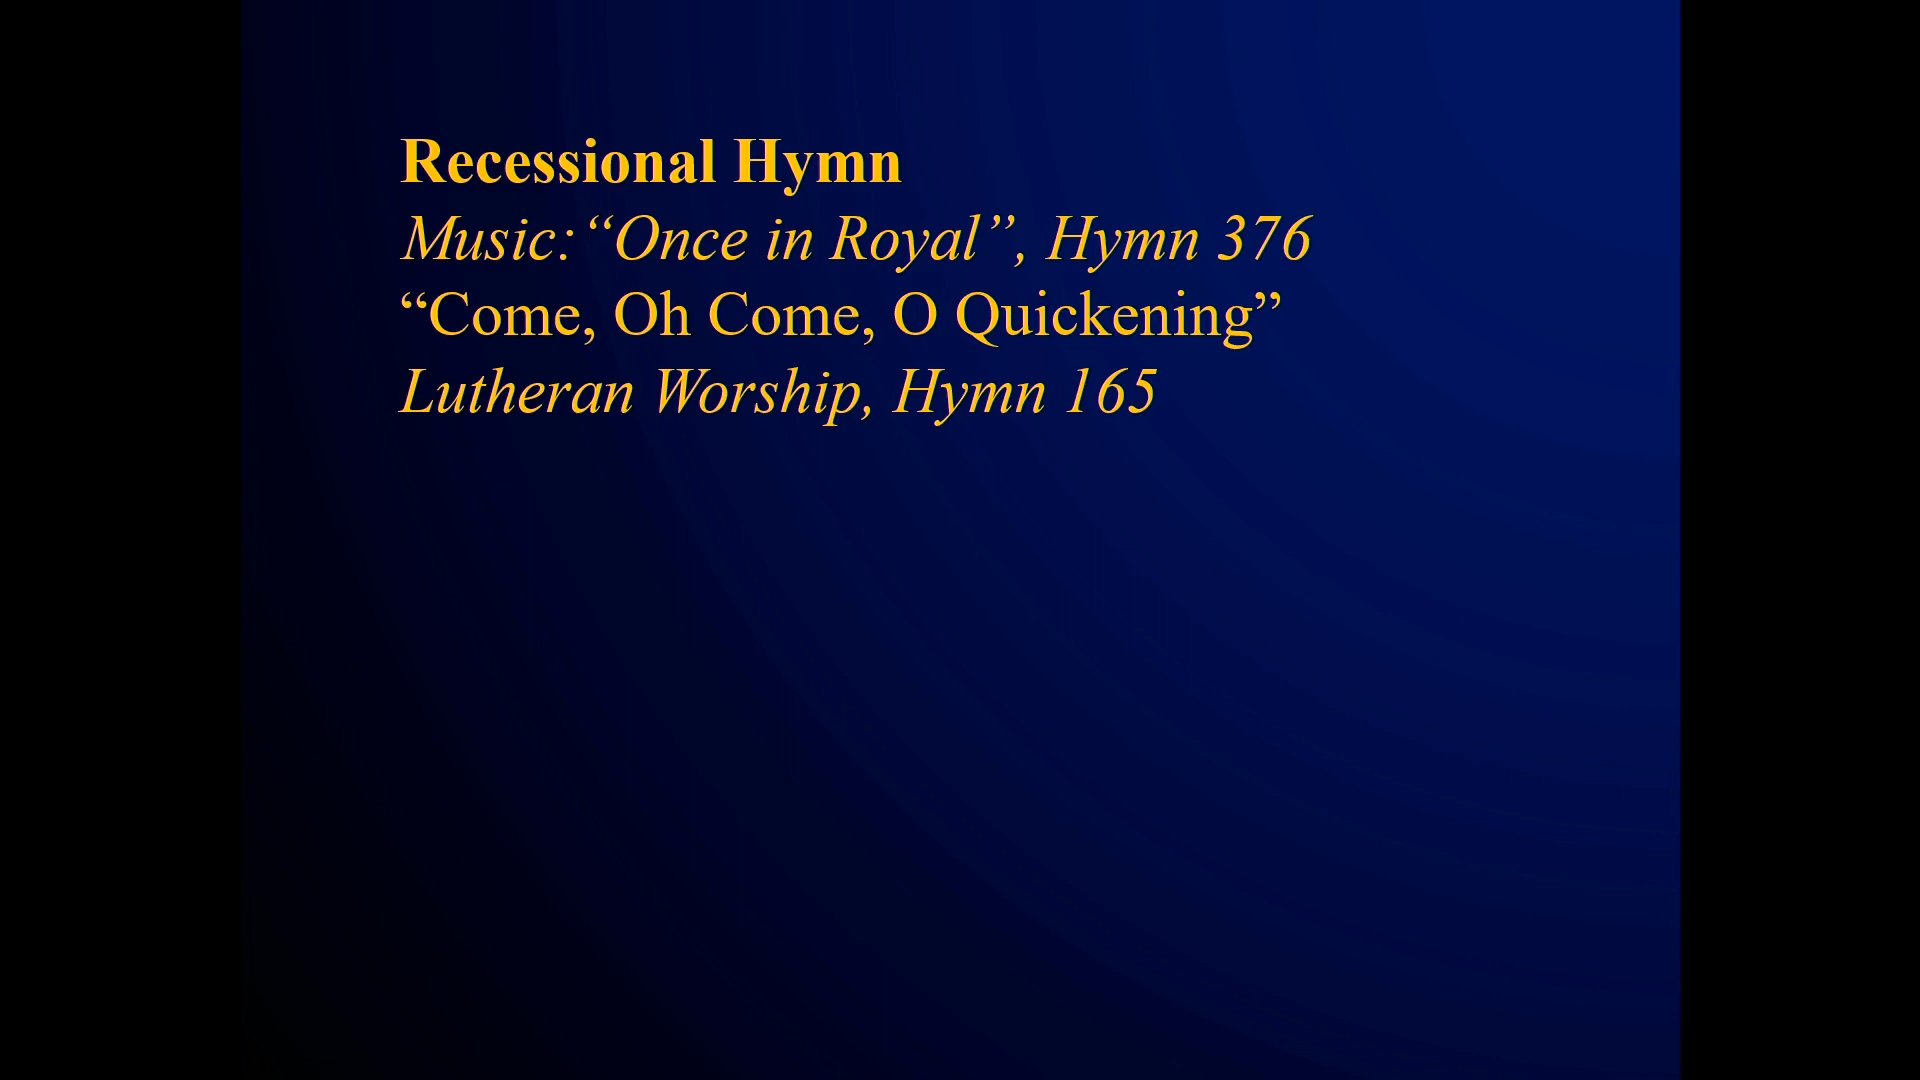 Recessional Hymn
Music: “Once in Royal”, Hymn 376
“Come, Oh Come, O Quickening”
Lutheran Worship, Hymn 165